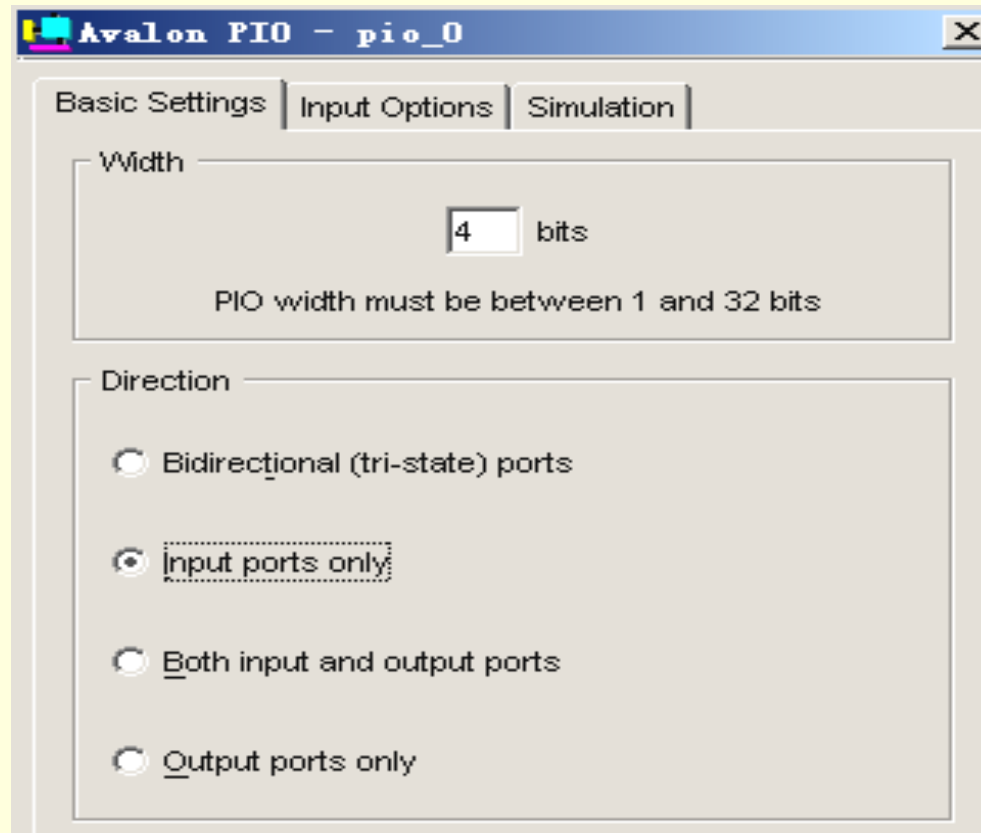 Avalon PIO - pio_0
Basic Settings
Input Options
Simulation
Width
4 bits
PIO width must be between 1 and 32 bits
Direction
Bidirectional (tri-state) ports
Input ports only
Both input and output ports
Output ports only